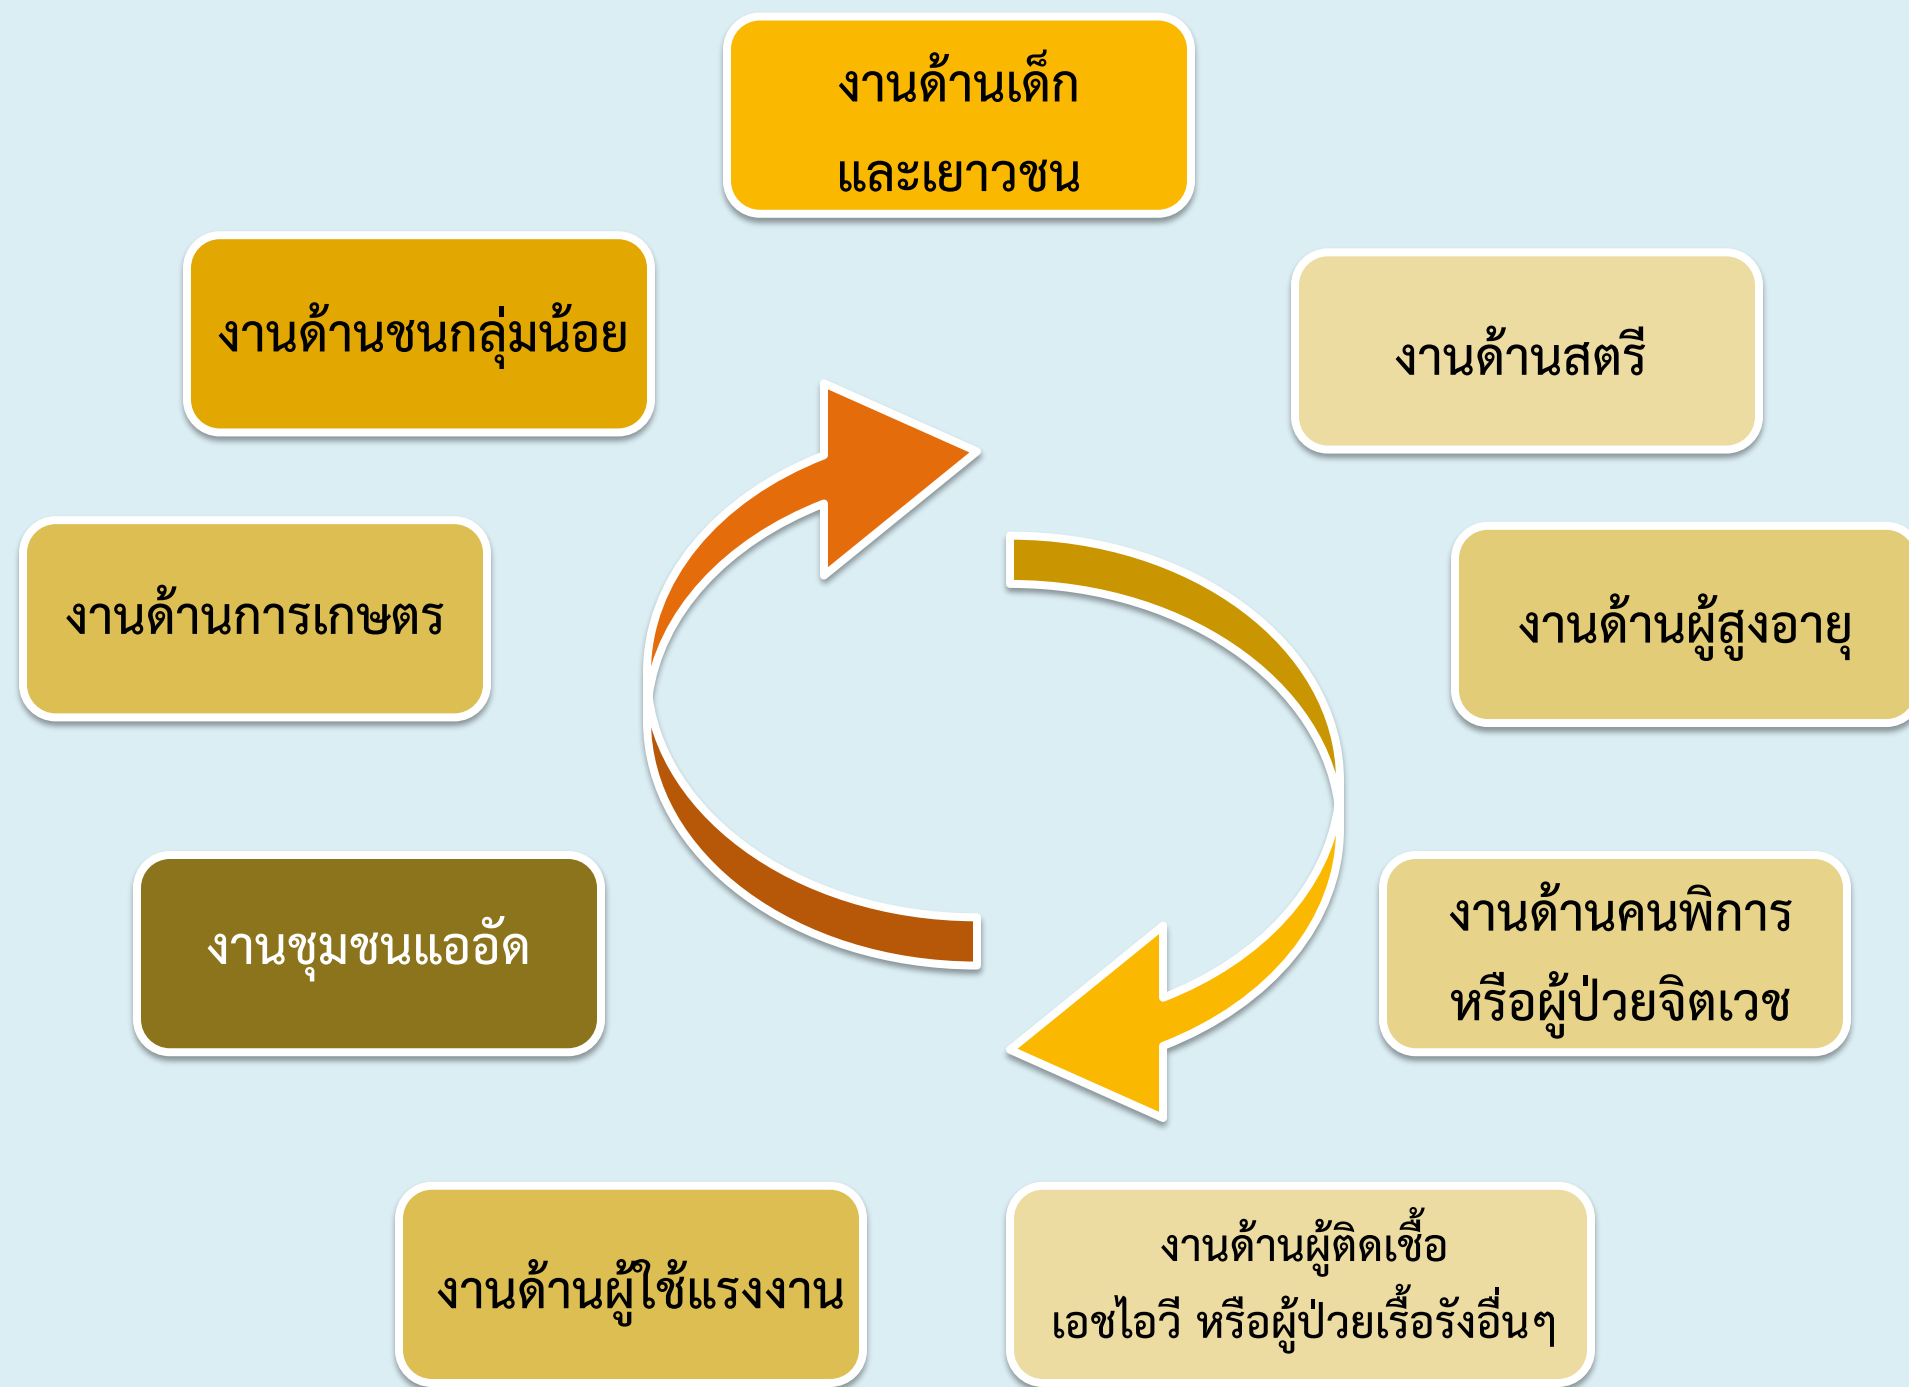 งานด้านเด็ก
และเยาวชน
งานด้านสตรี
งานด้านผู้สูงอายุ
งานด้านคนพิการ
หรือผู้ป่วยจิตเวช
งานด้านผู้ติดเชื้อ
เอชไอวี หรือผู้ป่วยเรื้อรังอื่นๆ
งานด้านผู้ใช้แรงงาน
งานชุมชนแออัด
งานด้านการเกษตร
งานด้านชนกลุ่มน้อย